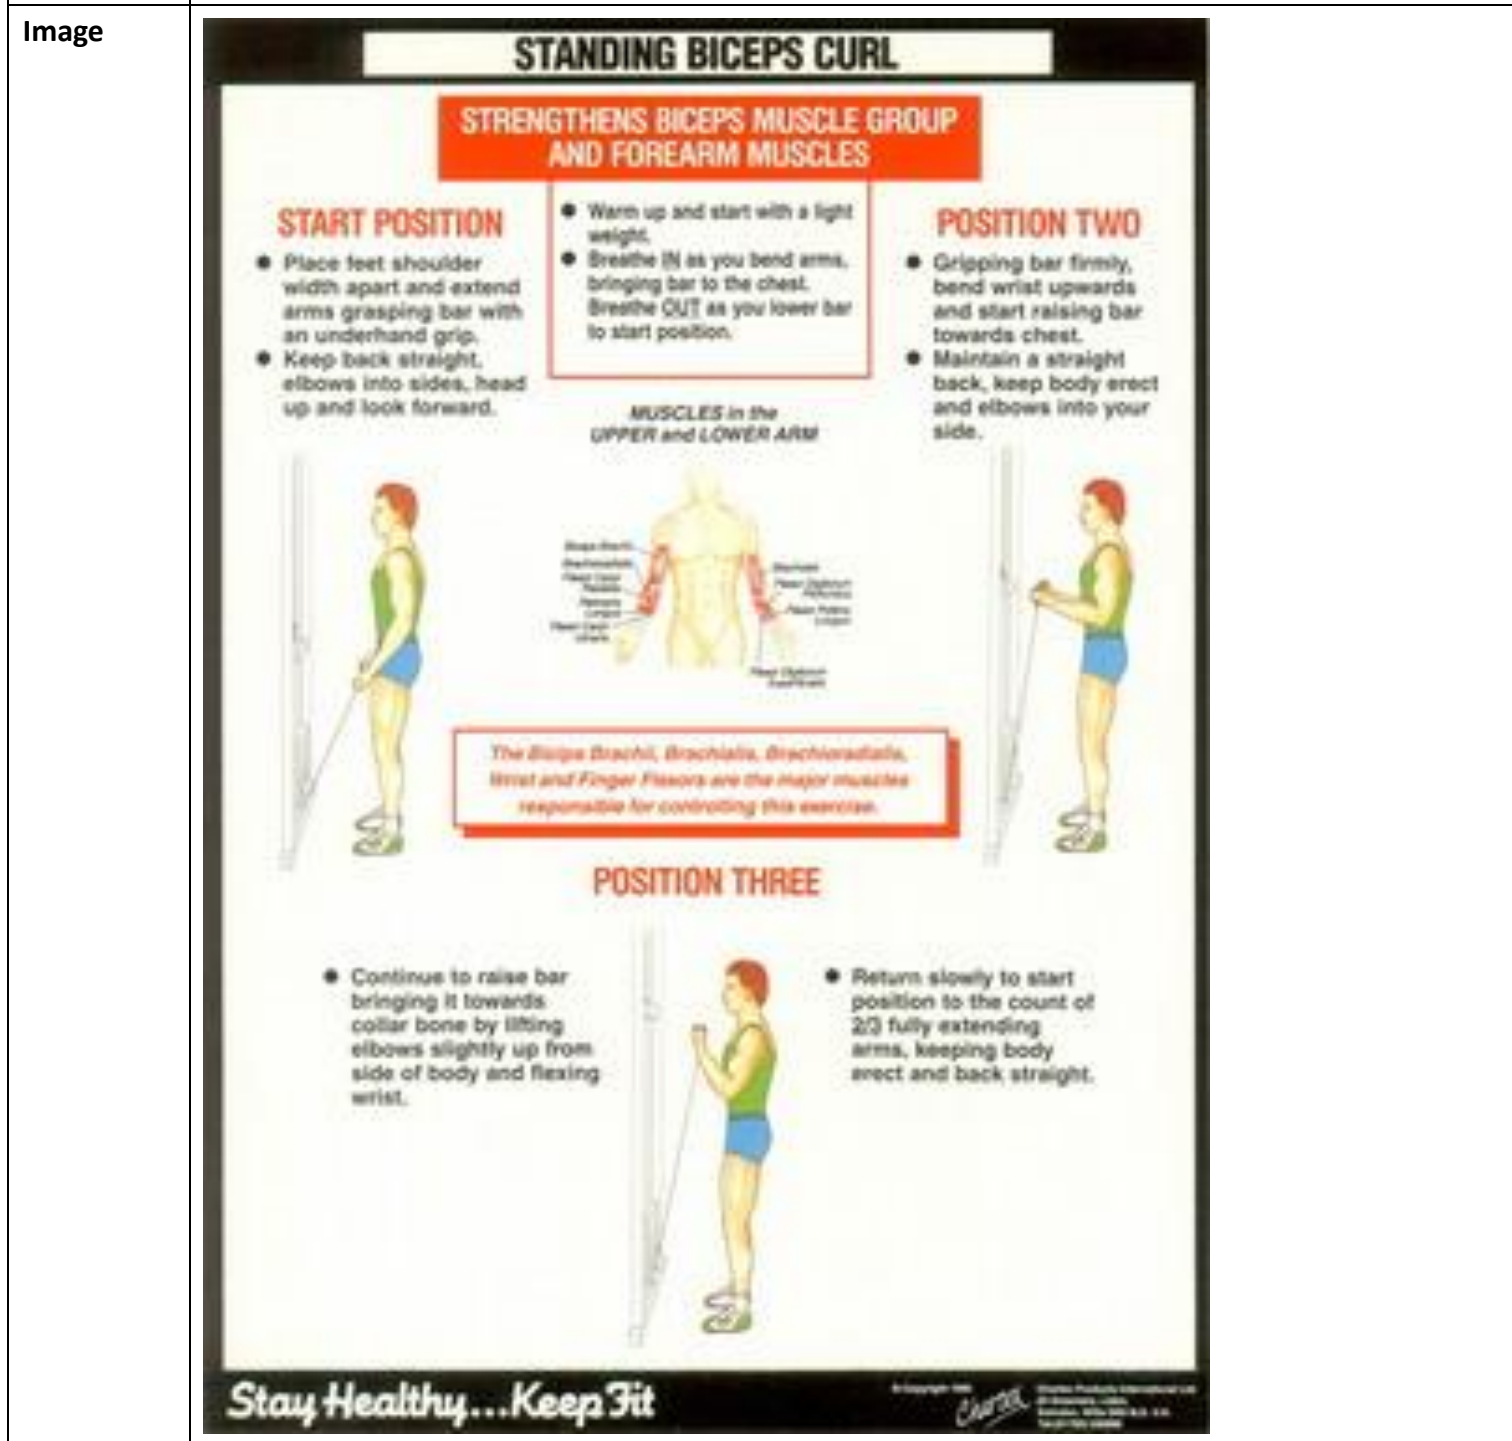 Image
STANDING BICEPS CURL
STRENGTHENS BICEPS MUSCLE GROUP
AND FOREARM MUSCLES
START POSITION
● Place feet shoulder
width apart and extend
arms grasping bar with
an underhand grip.
● Keep back straight,
elbows into sides, head
up and look forward.
● Warm up and start with a light
weight.
● Breathe IN as you bend arms,
bringing bar to the chest.
Breathe OUT as you lower bar
to start position.
POSITION TWO
● Gripping bar firmly,
bend wrist upwards
and start raising bar
towards chest.
● Maintain a straight
back, keep body erect
and elbows into your
side.
MUSCLES in the
UPPER and LOWER ARM
The Biceps Brachii, Brachialis, Brachioradialis,
Wrist and Finger Flexors are the major muscles
responsible for controlling this exercise.
POSITION THREE
● Continue to raise bar
bringing it towards
collar bone by lifting
elbows slightly up from
side of body and flexing
wrist.
● Return slowly to start
position to the count of
2/3 fully extending
arms, keeping body
erect and back straight.
Stay Healthy...Keep Fit